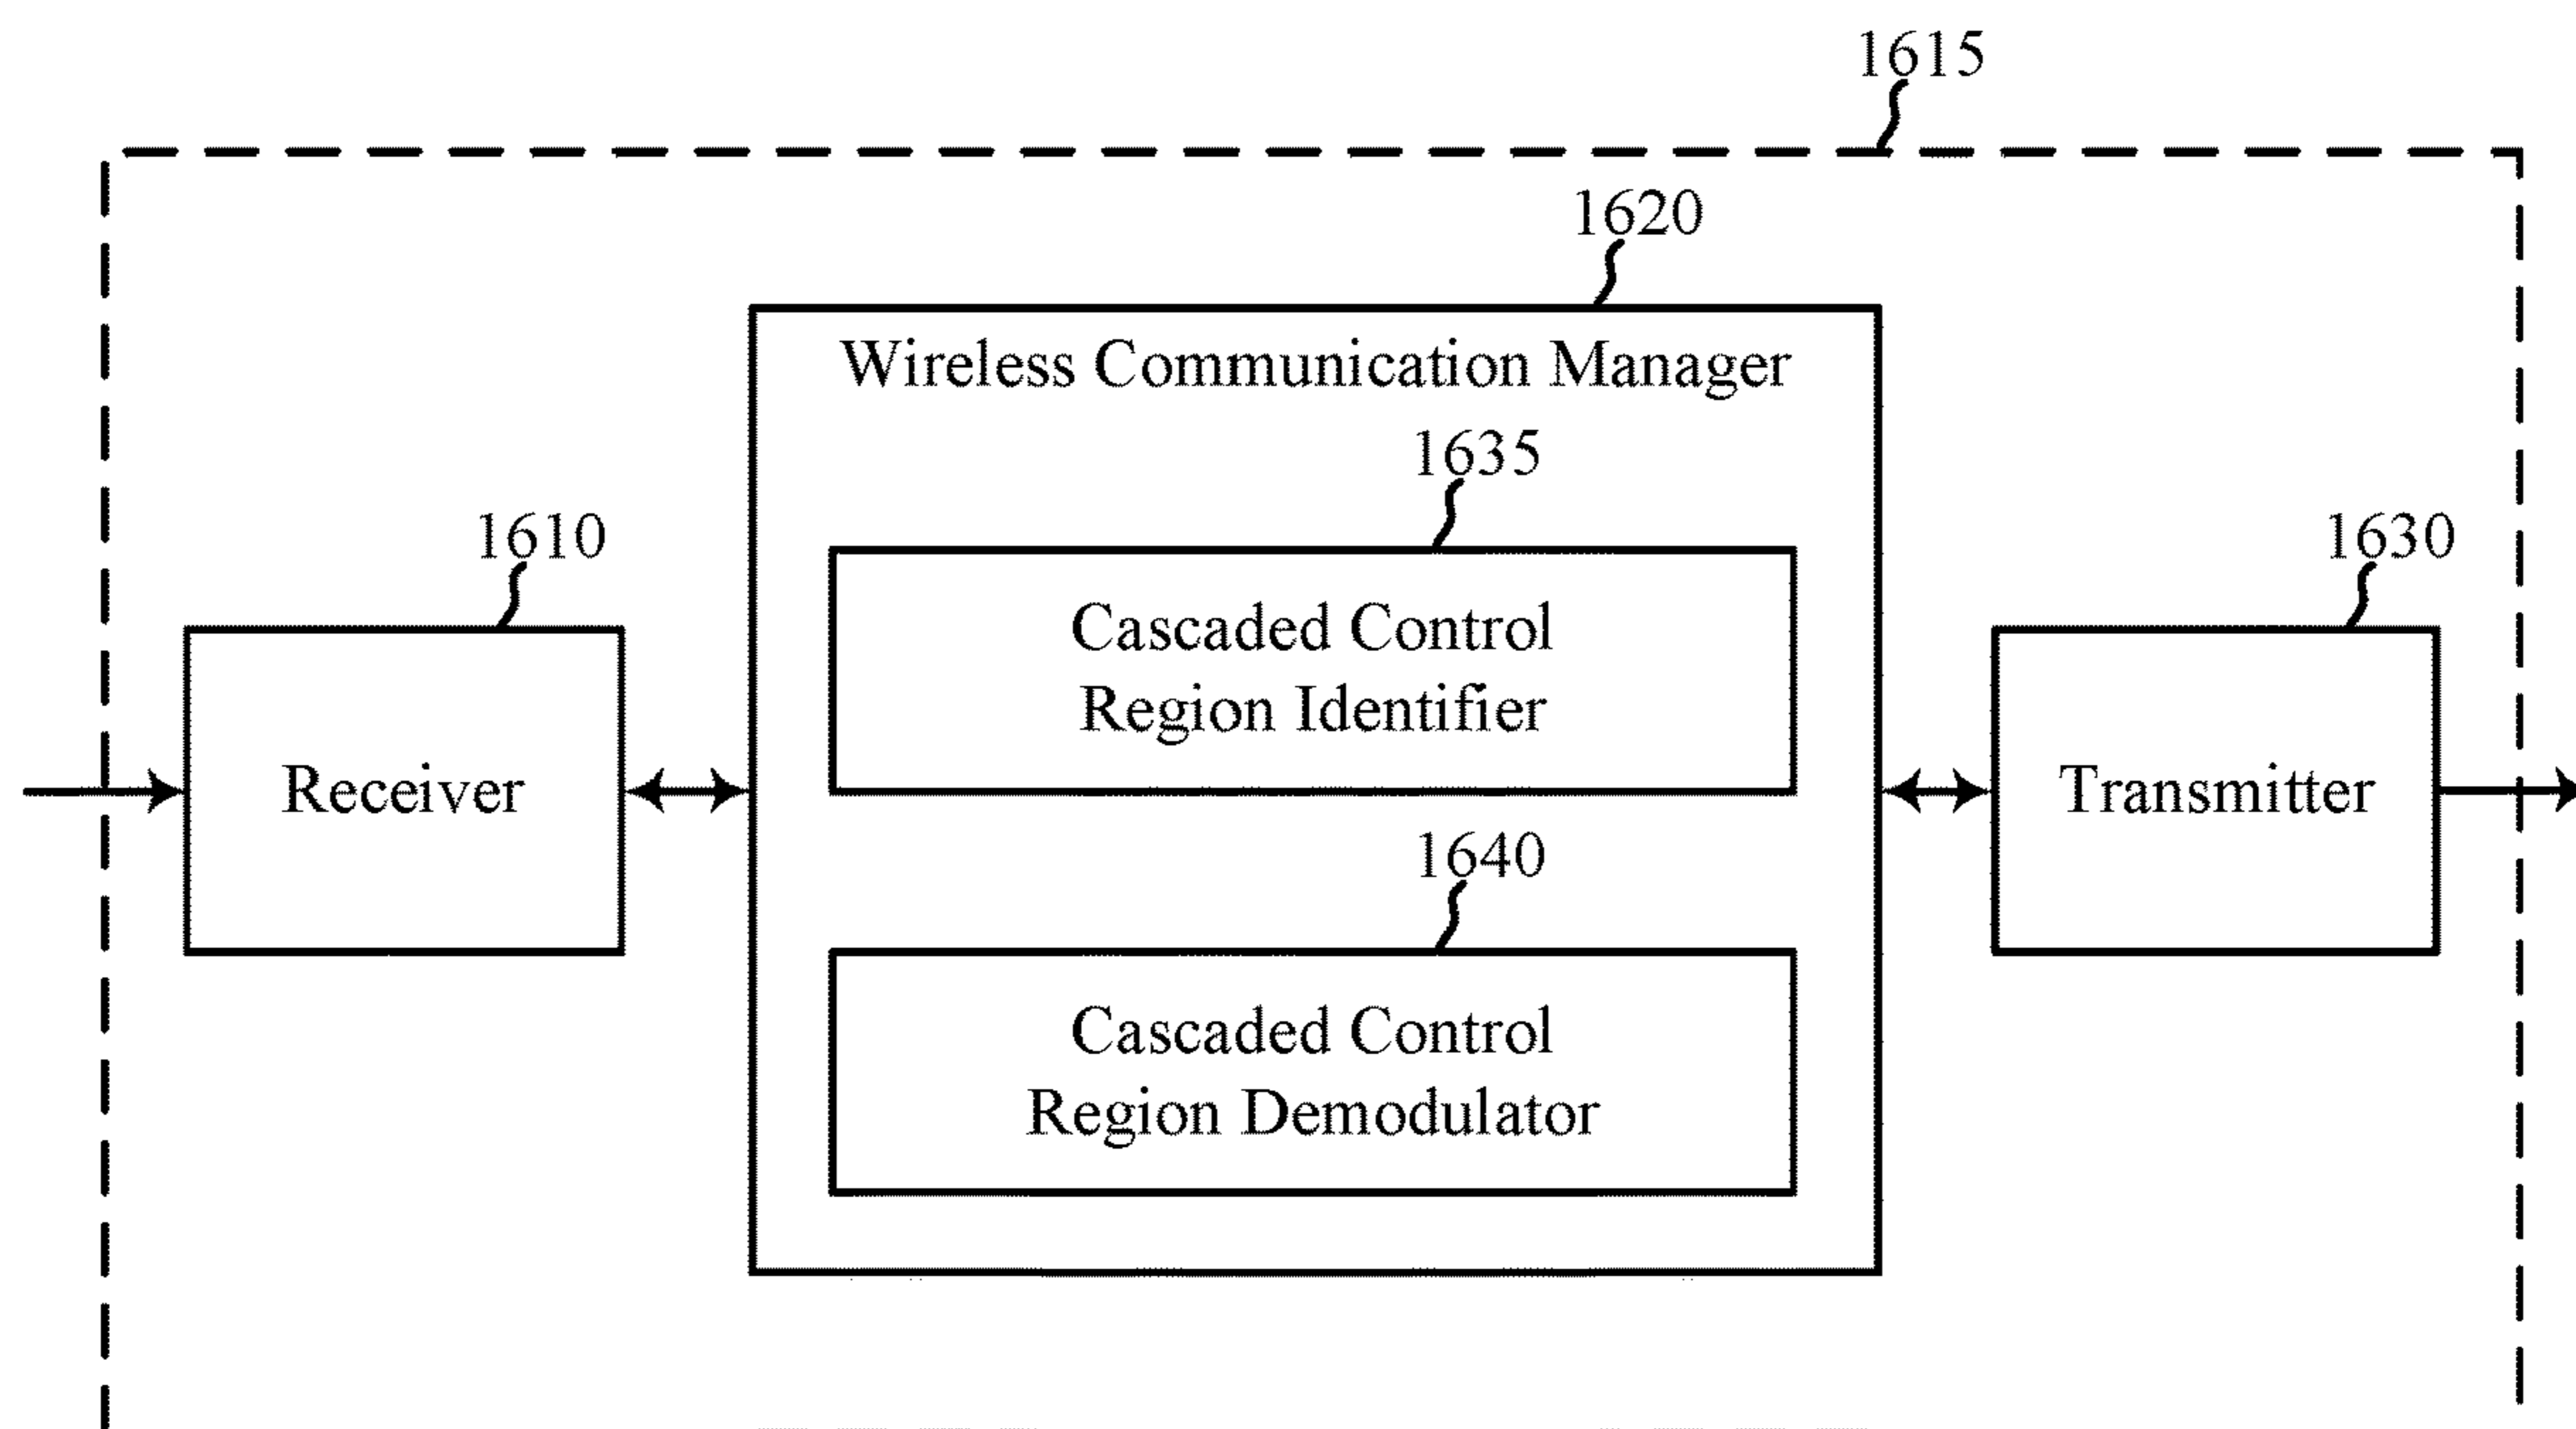 1615
1620
Wireless Communication Manager
1635
1610
1630
Cascaded Control
Region Identifier
Receiver
Transmitter
1640
Cascaded Control
Region Demodulator